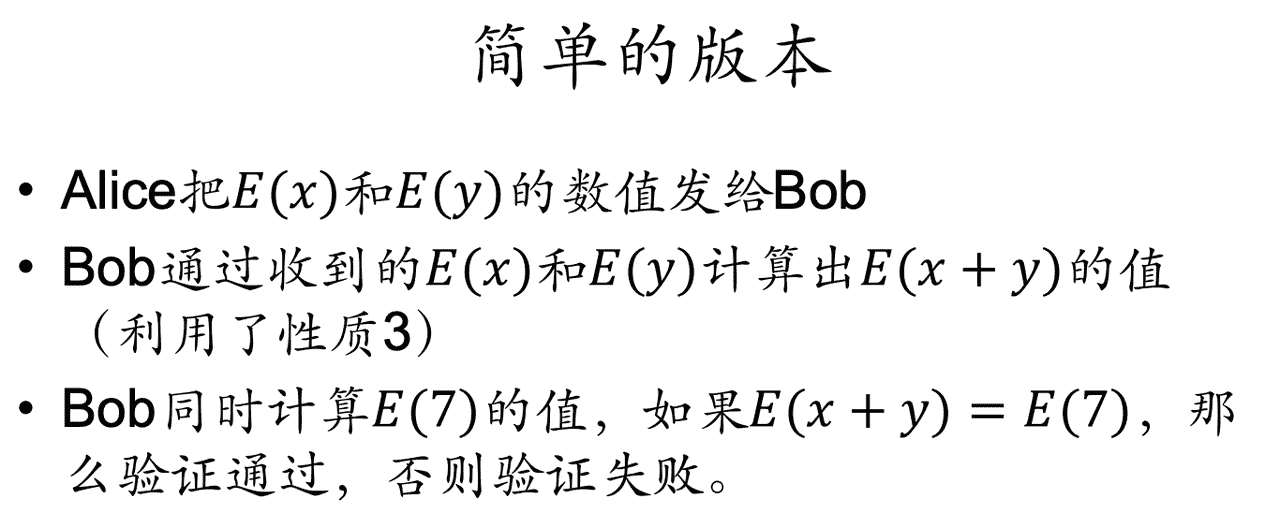 简单的版本
• Alice把E(x)和E(y)的数值发给Bob
• Bob通过收到的E(x)和E(y)计算出E(x + y)的值
（利用了性质3）
• Bob同时计算E(7)的值，如果E(x + y) = E(7)，那
么验证通过，否则验证失败。